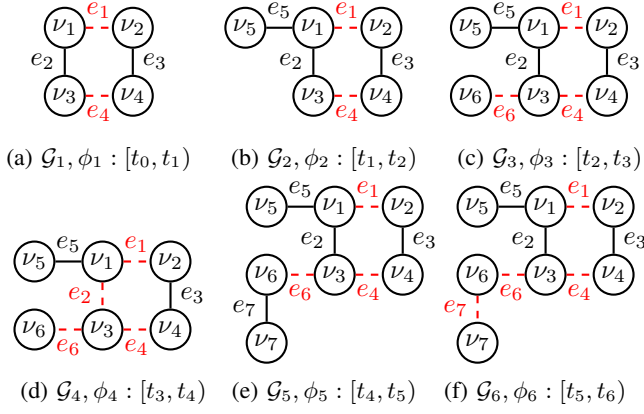 ν₁ e₁ ν₂
e₂ e₃
ν₃ e₄ ν₄
(a) 𝒢₁, ϕ₁ : [t₀, t₁)
ν₅ e₅ ν₁ e₁ ν₂
e₂ e₃
ν₃ e₄ ν₄
(b) 𝒢₂, ϕ₂ : [t₁, t₂)
ν₅ e₅ ν₁ e₁ ν₂
e₂ e₃
ν₆ e₆ ν₃ e₄ ν₄
(c) 𝒢₃, ϕ₃ : [t₂, t₃)
ν₅ e₅ ν₁ e₁ ν₂
e₂ e₃
ν₆ e₆ ν₃ e₄ ν₄
(d) 𝒢₄, ϕ₄ : [t₃, t₄)
ν₅ e₅ ν₁ e₁ ν₂
e₂ e₃
ν₆ e₆ ν₃ e₄ ν₄
e₇
ν₇
(e) 𝒢₅, ϕ₅ : [t₄, t₅)
ν₅ e₅ ν₁ e₁ ν₂
e₂ e₃
ν₆ e₆ ν₃ e₄ ν₄
e₇
ν₇
(f) 𝒢₆, ϕ₆ : [t₅, t₆)